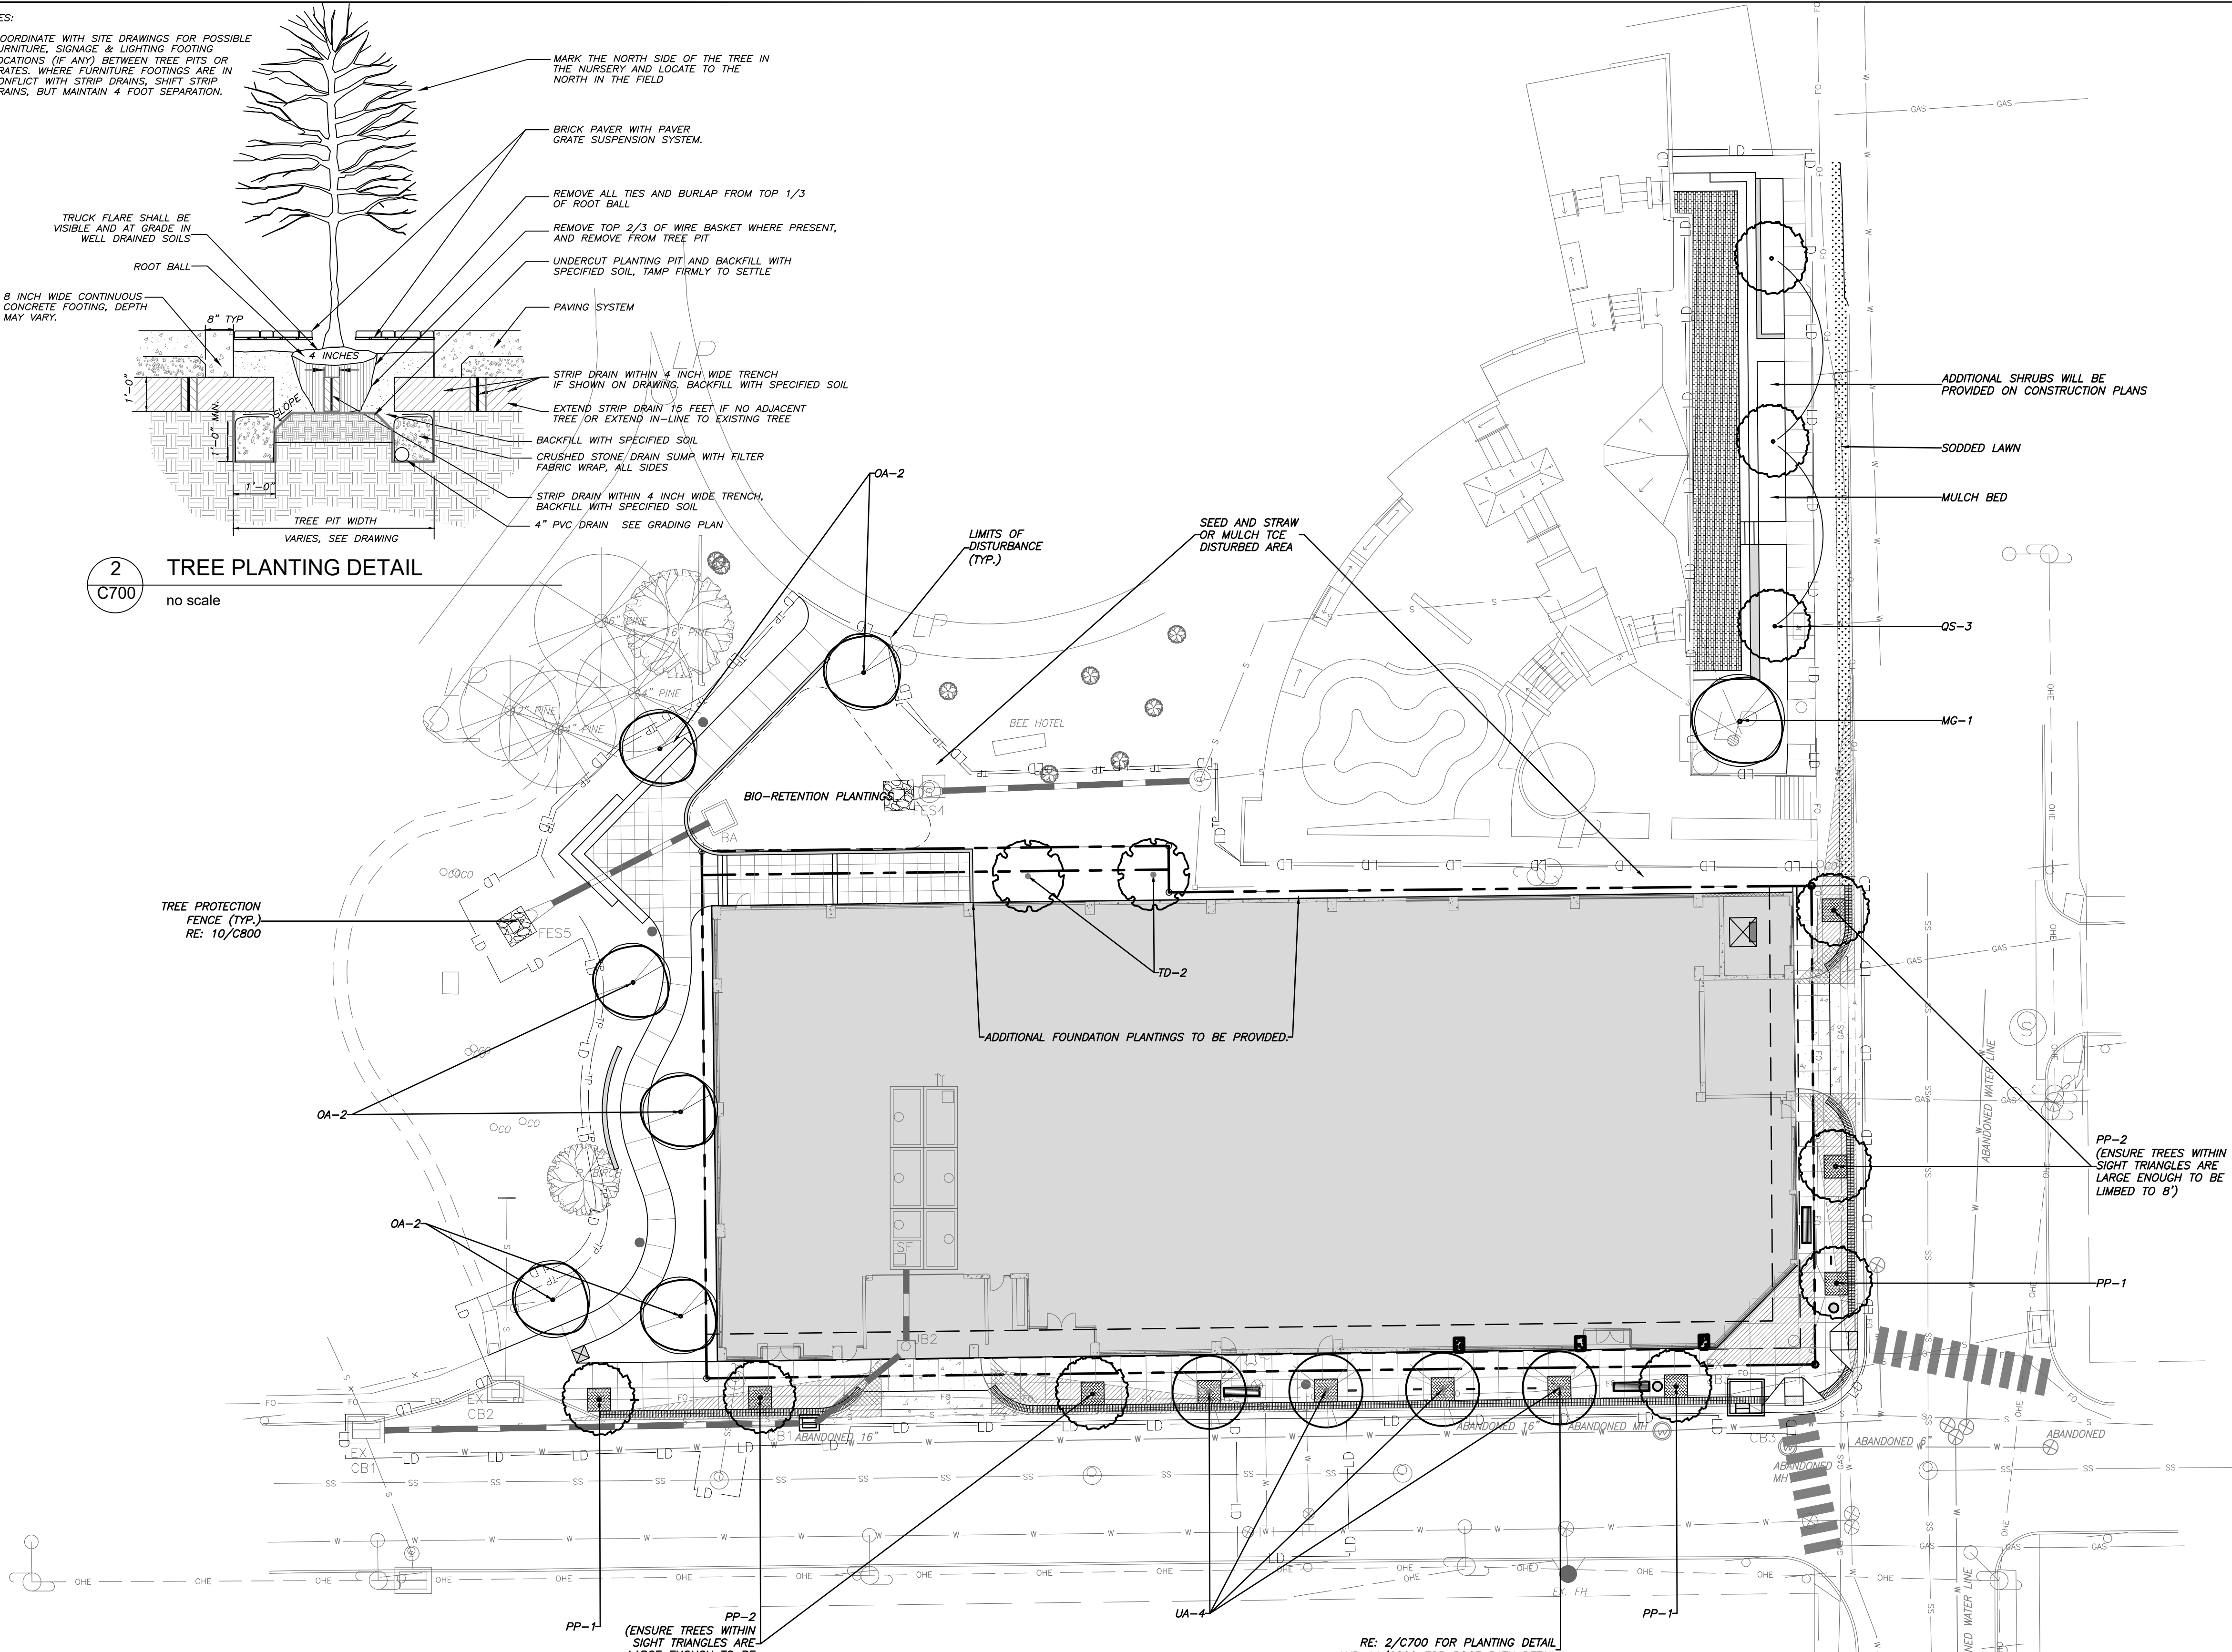 ES:
OORDINATE WITH SITE DRAWINGS FOR POSSIBLE
URNITURE, SIGNAGE & LIGHTING FOOTING
OCATIONS (IF ANY) BETWEEN TREE PITS OR
RATES. WHERE FURNITURE FOOTINGS ARE IN
ONFLICT WITH STRIP DRAINS, SHIFT STRIP
RAINS, BUT MAINTAIN 4 FOOT SEPARATION.
MARK THE NORTH SIDE OF THE TREE IN
THE NURSERY AND LOCATE TO THE
NORTH IN THE FIELD
BRICK PAVER WITH PAVER
GRATE SUSPENSION SYSTEM.
REMOVE ALL TIES AND BURLAP FROM TOP 1/3
OF ROOT BALL
TRUCK FLARE SHALL BE
VISIBLE AND AT GRADE IN
WELL DRAINED SOILS
REMOVE TOP 2/3 OF WIRE BASKET WHERE PRESENT,
AND REMOVE FROM TREE PIT
ROOT BALL
UNDERCUT PLANTING PIT AND BACKFILL WITH
SPECIFIED SOIL, TAMP FIRMLY TO SETTLE
8 INCH WIDE CONTINUOUS
CONCRETE FOOTING, DEPTH
MAY VARY.
8" TYP
PAVING SYSTEM
4 INCHES
STRIP DRAIN WITHIN 4 INCH WIDE TRENCH
IF SHOWN ON DRAWING. BACKFILL WITH SPECIFIED SOIL
1'-0"
SLOPE
1'-0" MIN.
EXTEND STRIP DRAIN 15 FEET IF NO ADJACENT
TREE OR EXTEND IN-LINE TO EXISTING TREE
BACKFILL WITH SPECIFIED SOIL
CRUSHED STONE DRAIN SUMP WITH FILTER
FABRIC WRAP, ALL SIDES
1'-0"
STRIP DRAIN WITHIN 4 INCH WIDE TRENCH,
BACKFILL WITH SPECIFIED SOIL
TREE PIT WIDTH
4" PVC DRAIN SEE GRADING PLAN
VARIES, SEE DRAWING
2
C700
TREE PLANTING DETAIL
no scale
OA-2
LIMITS OF
DISTURBANCE
(TYP.)
SEED AND STRAW
OR MULCH TCE
DISTURBED AREA
ADDITIONAL SHRUBS WILL BE
PROVIDED ON CONSTRUCTION PLANS
SODDED LAWN
MULCH BED
QS-3
MG-1
16" PINE
14" PINE
12" PINE
BEE HOTEL
BIO-RETENTION PLANTINGS
FES4
BA
TREE PROTECTION
FENCE (TYP.)
RE: 10/C800
FES5
TD-2
ADDITIONAL FOUNDATION PLANTINGS TO BE PROVIDED.
OA-2
OA-2
SF
JB2
PP-2
(ENSURE TREES WITHIN
SIGHT TRIANGLES ARE
LARGE ENOUGH TO BE
LIMBED TO 8')
PP-1
ABANDONED WATER LINE
EX
CB2
EX
CB1
CB1
ABANDONED 16"
ABANDONED 16"
ABANDONED MH
CB3
ABANDONED
MH
ABANDONED 6"
ABANDONED
EX. FH
PP-1
PP-2
(ENSURE TREES WITHIN
SIGHT TRIANGLES ARE
LARGE ENOUGH TO BE
UA-4
RE: 2/C700 FOR PLANTING DETAIL
PP-1
NED WATER LINE